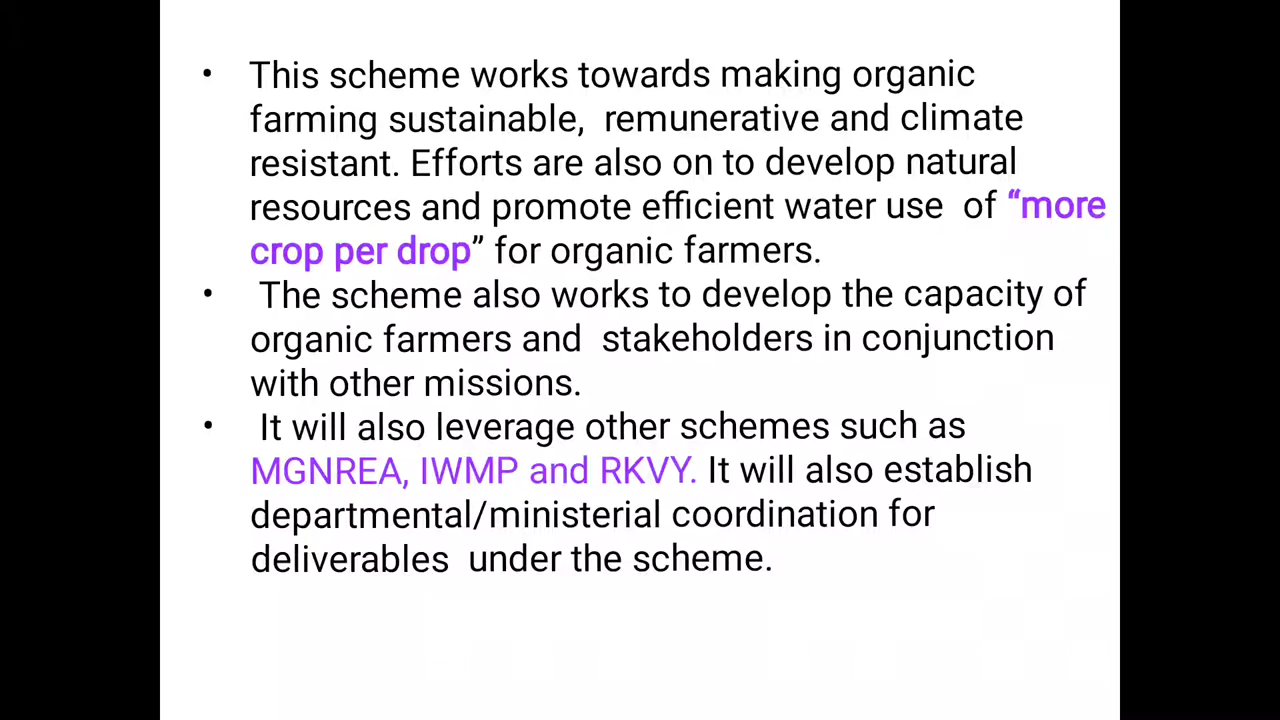 • This scheme works towards making organic
farming sustainable,  remunerative and climate
resistant. Efforts are also on to develop natural
resources and promote efficient water use  of “more
crop per drop” for organic farmers.
•  The scheme also works to develop the capacity of
organic farmers and  stakeholders in conjunction
with other missions.
•  It will also leverage other schemes such as
MGNREA, IWMP and RKVY. It will also establish
departmental/ministerial coordination for
deliverables  under the scheme.